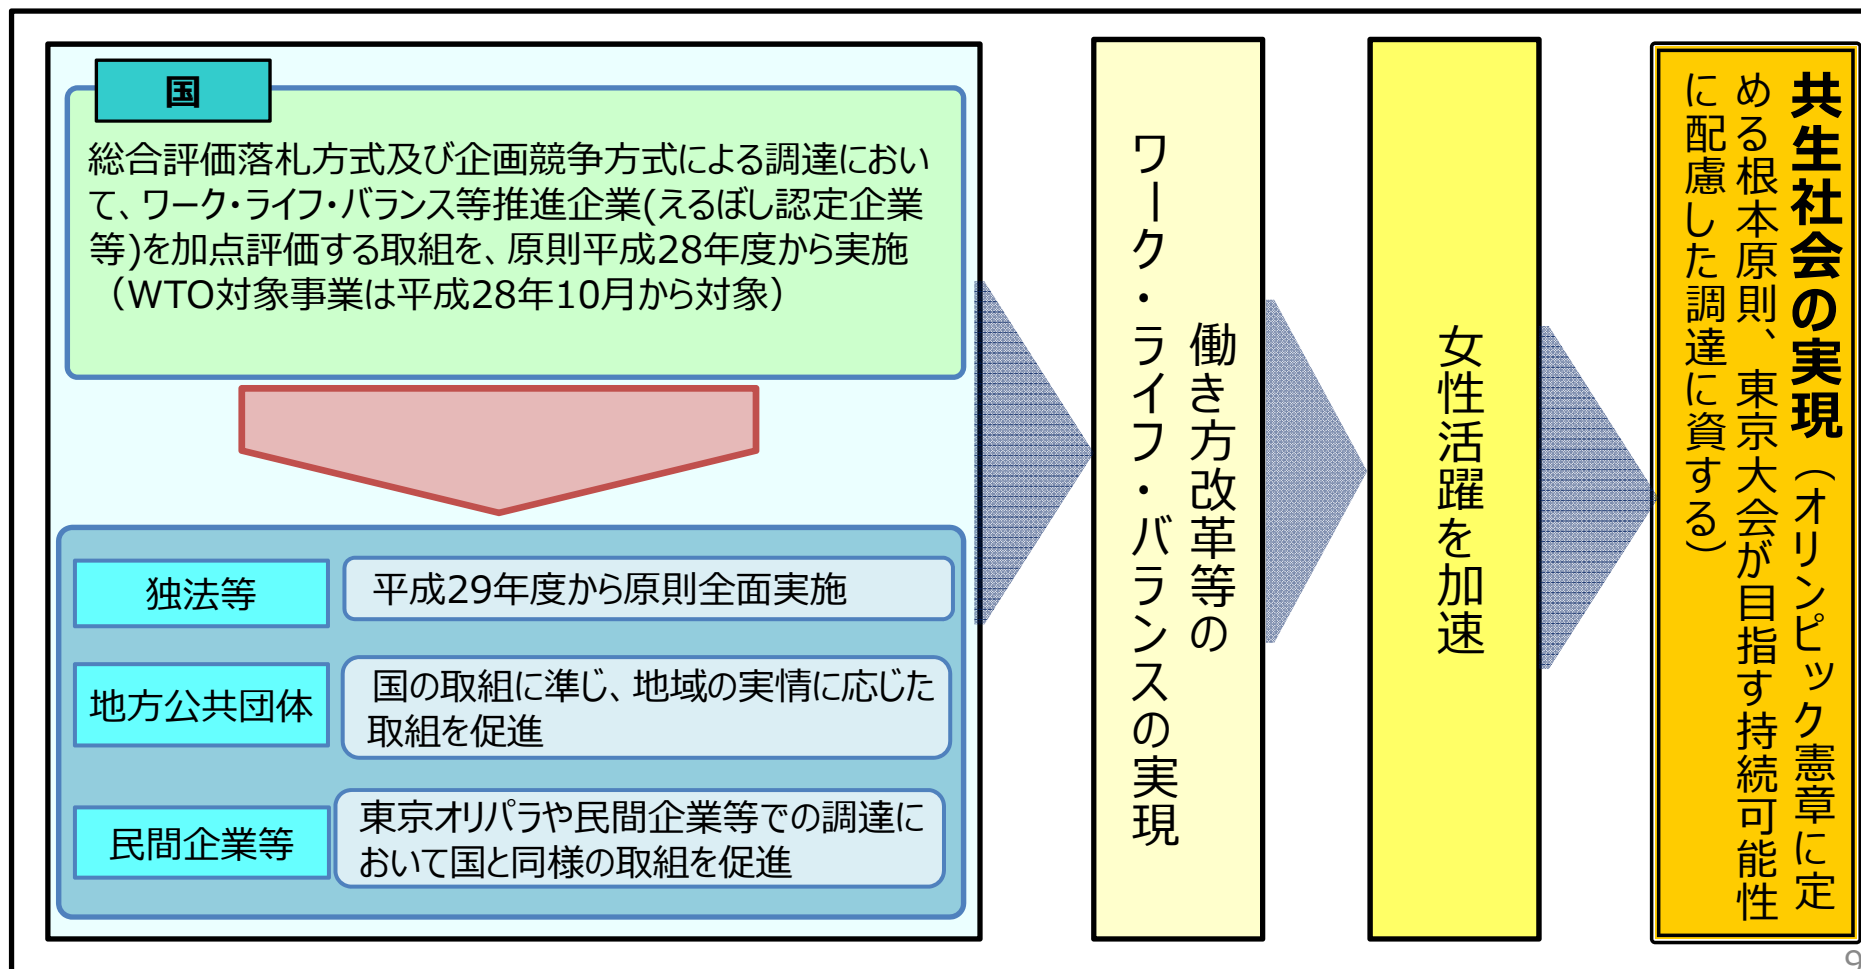 国
総合評価落札方式及び企画競争方式による調達におい
て、ワーク・ライフ・バランス等推進企業(えるぼし認定企業
等)を加点評価する取組を、原則平成28年度から実施
（WTO対象事業は平成28年10月から対象）
独法等
平成29年度から原則全面実施
地方公共団体
国の取組に準じ、地域の実情に応じた
取組を促進
民間企業等
東京オリパラや民間企業等での調達に
おいて国と同様の取組を促進
働き方改革等の
ワーク・ライフ・バランスの実現
女性活躍を加速
共生社会の実現（オリンピック憲章に定
める根本原則、東京大会が目指す持続可能性
に配慮した調達に資する）
9